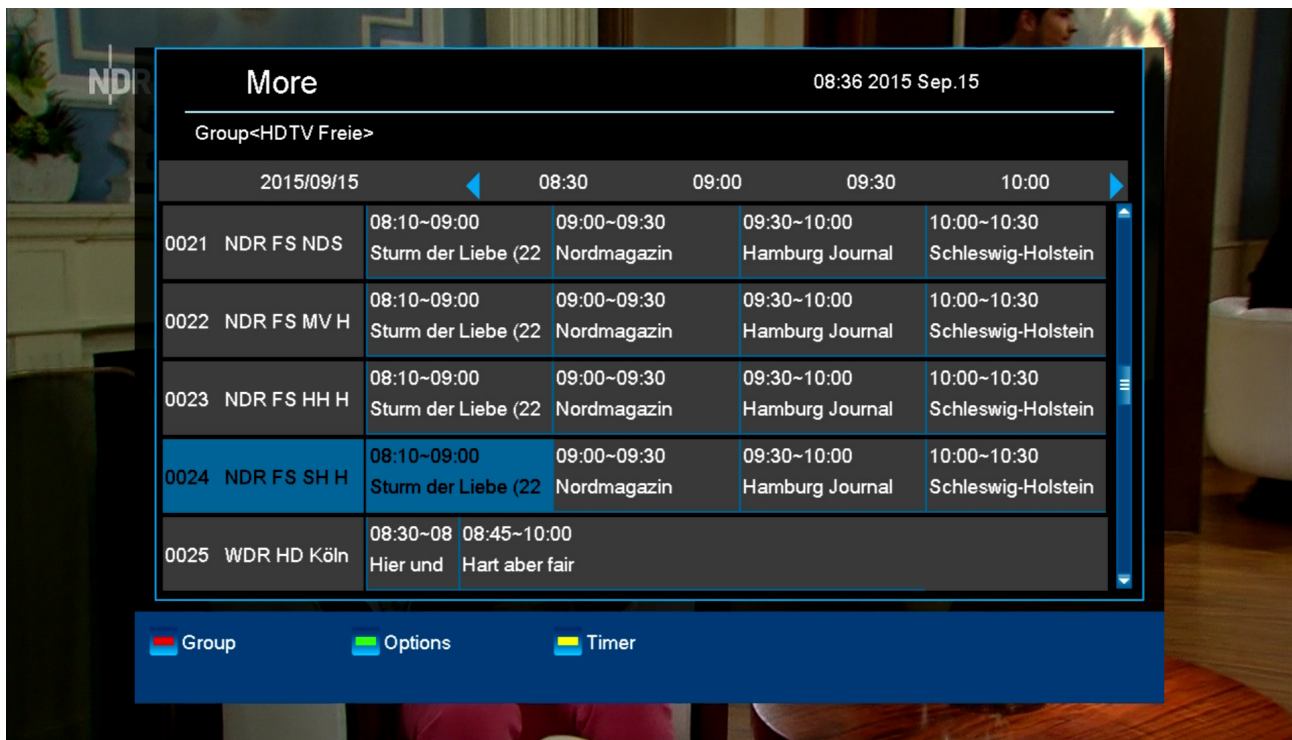 NDR
More
08:36 2015 Sep.15
Group<HDTV Freie>
2015/09/15 08:30 09:00 09:30 10:00
0021 NDR FS NDS
08:10~09:00 09:00~09:30 09:30~10:00 10:00~10:30
Sturm der Liebe (22 Nordmagazin Hamburg Journal Schleswig-Holstein
0022 NDR FS MV H
08:10~09:00 09:00~09:30 09:30~10:00 10:00~10:30
Sturm der Liebe (22 Nordmagazin Hamburg Journal Schleswig-Holstein
0023 NDR FS HH H
08:10~09:00 09:00~09:30 09:30~10:00 10:00~10:30
Sturm der Liebe (22 Nordmagazin Hamburg Journal Schleswig-Holstein
0024 NDR FS SH H
08:10~09:00 09:00~09:30 09:30~10:00 10:00~10:30
Sturm der Liebe (22 Nordmagazin Hamburg Journal Schleswig-Holstein
0025 WDR HD Köln
08:30~08 08:45~10:00
Hier und Hart aber fair
Group Options Timer